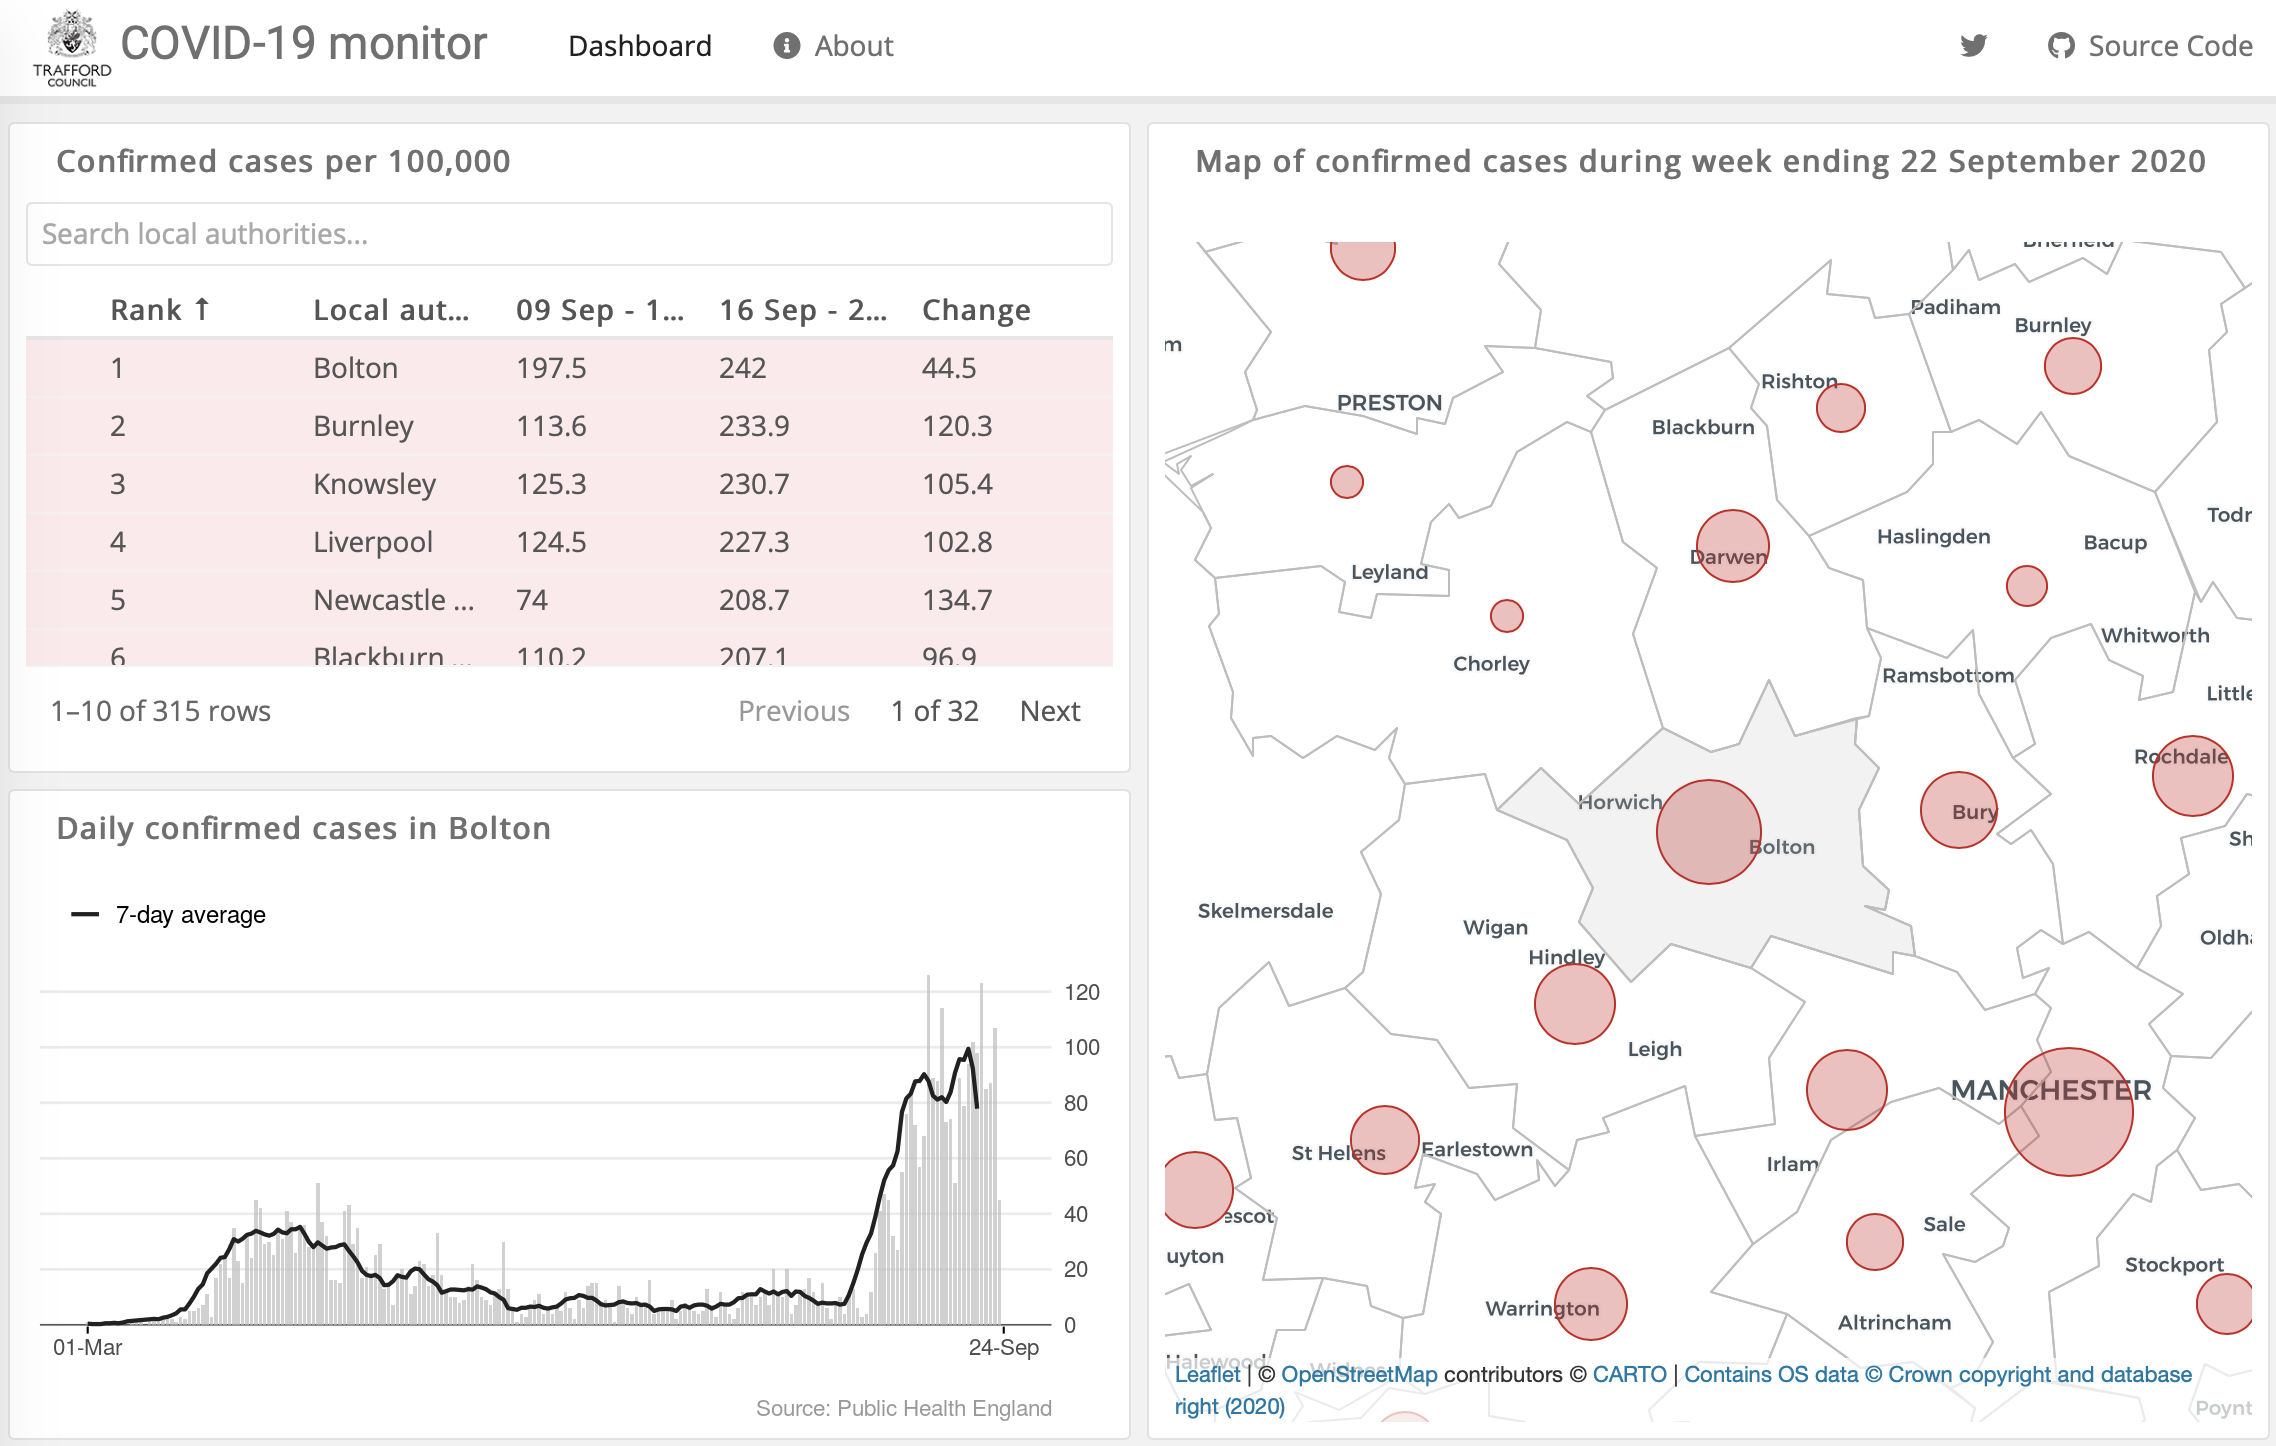 TRAFFORD
COUNCIL
COVID-19 monitor
Dashboard
About
Source Code
Confirmed cases per 100,000
Search local authorities...
Rank ↑ Local aut... 09 Sep - 1... 16 Sep - 2... Change
1 Bolton 197.5 242 44.5
2 Burnley 113.6 233.9 120.3
3 Knowsley 125.3 230.7 105.4
4 Liverpool 124.5 227.3 102.8
5 Newcastle ... 74 208.7 134.7
6 Blackburn ... 110.2 207.1 96.9
1–10 of 315 rows Previous 1 of 32 Next
Daily confirmed cases in Bolton
7-day average
120
100
80
60
40
20
0
01-Mar 24-Sep
Source: Public Health England
Map of confirmed cases during week ending 22 September 2020
Brierfield
Padiham
Burnley
m
Rishton
PRESTON
Blackburn
Todr
Haslingden
Bacup
Leyland
Whitworth
Chorley
Ramsbottom
Little
Rochdale
Horwich
Bury
Sh
Bolton
Skelmersdale
Wigan
Oldha
Hindley
Leigh
MANCHESTER
St Helens
Earlestown
Irlam
escot
Sale
uyton
Stockport
Warrington
Altrincham
Halewood
Widnes
Leaflet | © OpenStreetMap contributors © CARTO | Contains OS data © Crown copyright and database
right (2020)
Poynt